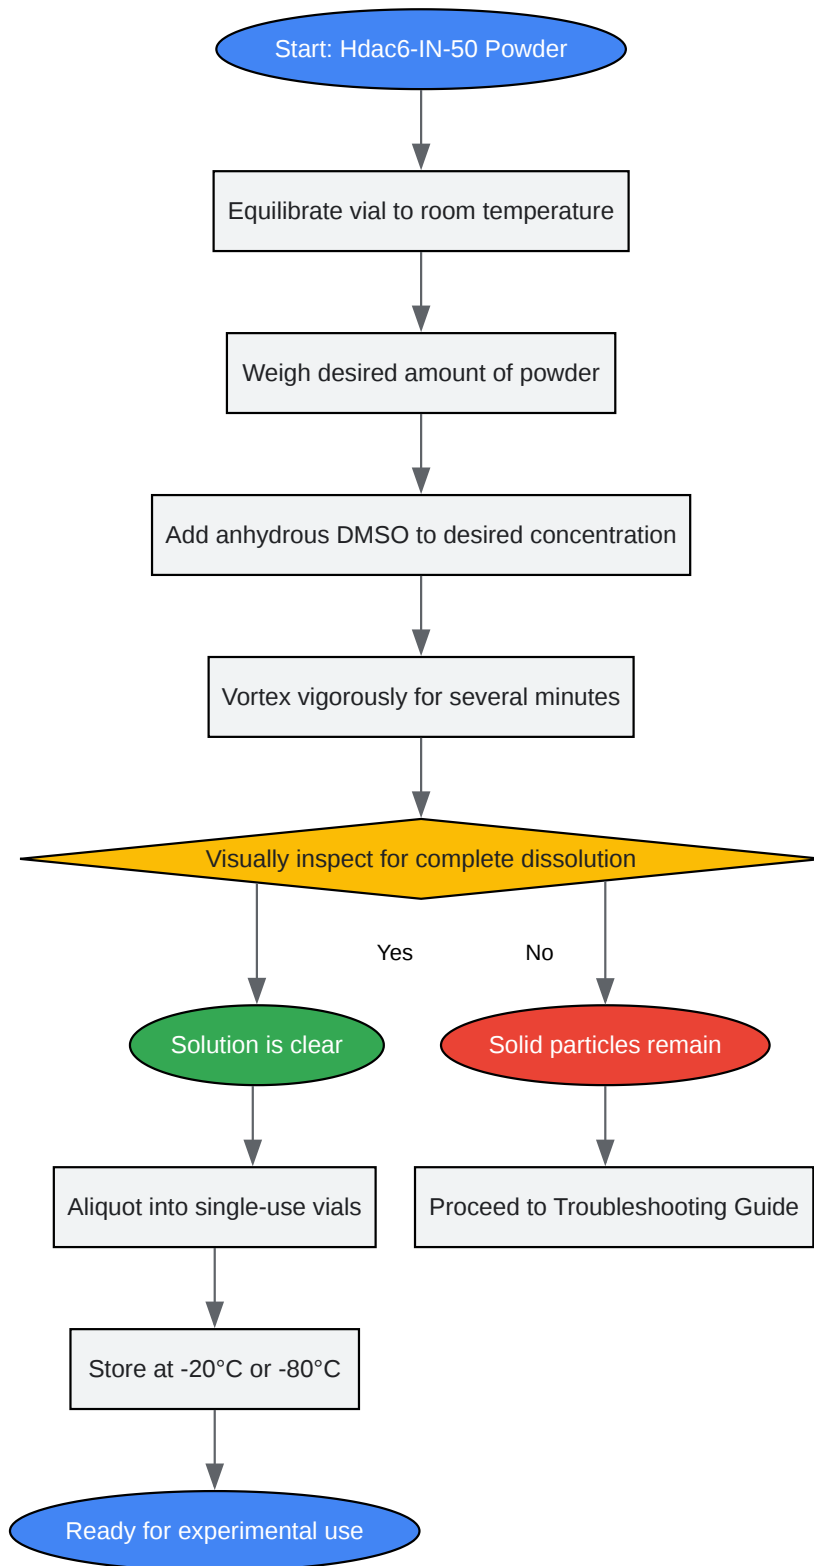 Start: Hdac6-IN-50 Powder
Equilibrate vial to room temperature
Weigh desired amount of powder
Add anhydrous DMSO to desired concentration
Vortex vigorously for several minutes
Visually inspect for complete dissolution
Yes
No
Solution is clear
Solid particles remain
Aliquot into single-use vials
Proceed to Troubleshooting Guide
Store at -20°C or -80°C
Ready for experimental use